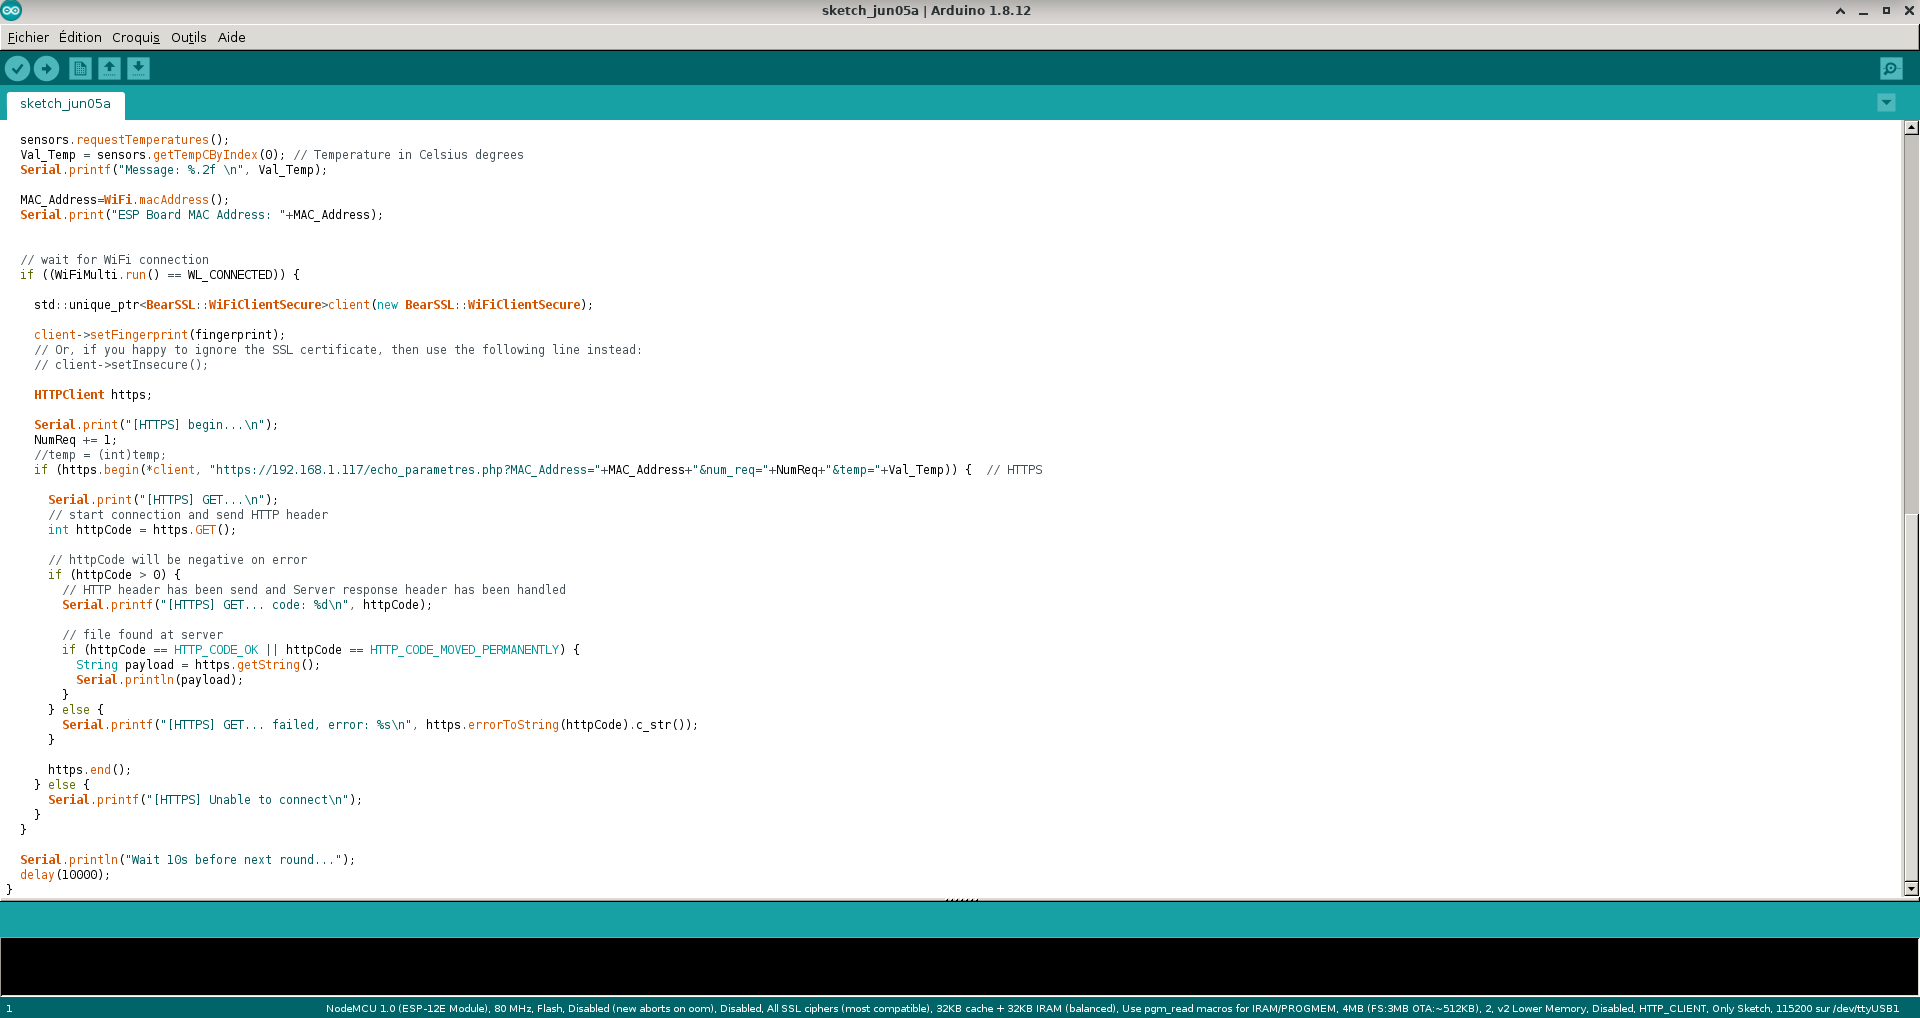 sketch_jun05a | Arduino 1.8.12
Fichier Édition Croquis Outils Aide
sketch_jun05a
sensors.requestTemperatures();
Val_Temp = sensors.getTempCByIndex(0); // Temperature in Celsius degrees
Serial.printf("Message: %.2f \n", Val_Temp);
MAC_Address=WiFi.macAddress();
Serial.print("ESP Board MAC Address: "+MAC_Address);
// wait for WiFi connection
if ((WiFiMulti.run() == WL_CONNECTED)) {
std::unique_ptr<BearSSL::WiFiClientSecure>client(new BearSSL::WiFiClientSecure);
client->setFingerprint(fingerprint);
// Or, if you happy to ignore the SSL certificate, then use the following line instead:
// client->setInsecure();
HTTPClient https;
Serial.print("[HTTPS] begin...\n");
NumReq += 1;
//temp = (int)temp;
if (https.begin(*client, "https://192.168.1.117/echo_parametres.php?MAC_Address="+MAC_Address+"&num_req="+NumReq+"&temp="+Val_Temp)) {  // HTTPS
Serial.print("[HTTPS] GET...\n");
// start connection and send HTTP header
int httpCode = https.GET();
// httpCode will be negative on error
if (httpCode > 0) {
// HTTP header has been send and Server response header has been handled
Serial.printf("[HTTPS] GET... code: %d\n", httpCode);
// file found at server
if (httpCode == HTTP_CODE_OK || httpCode == HTTP_CODE_MOVED_PERMANENTLY) {
String payload = https.getString();
Serial.println(payload);
}
} else {
Serial.printf("[HTTPS] GET... failed, error: %s\n", https.errorToString(httpCode).c_str());
}
https.end();
} else {
Serial.printf("[HTTPS] Unable to connect\n");
}
}
Serial.println("Wait 10s before next round...");
delay(10000);
}
1 NodeMCU 1.0 (ESP-12E Module), 80 MHz, Flash, Disabled (new aborts on oom), Disabled, All SSL ciphers (most compatible), 32KB cache + 32KB IRAM (balanced), Use pgm_read macros for IRAM/PROGMEM, 4MB (FS:3MB OTA:~512KB), 2, v2 Lower Memory, Disabled, HTTP_CLIENT, Only Sketch, 115200 sur /dev/ttyUSB1